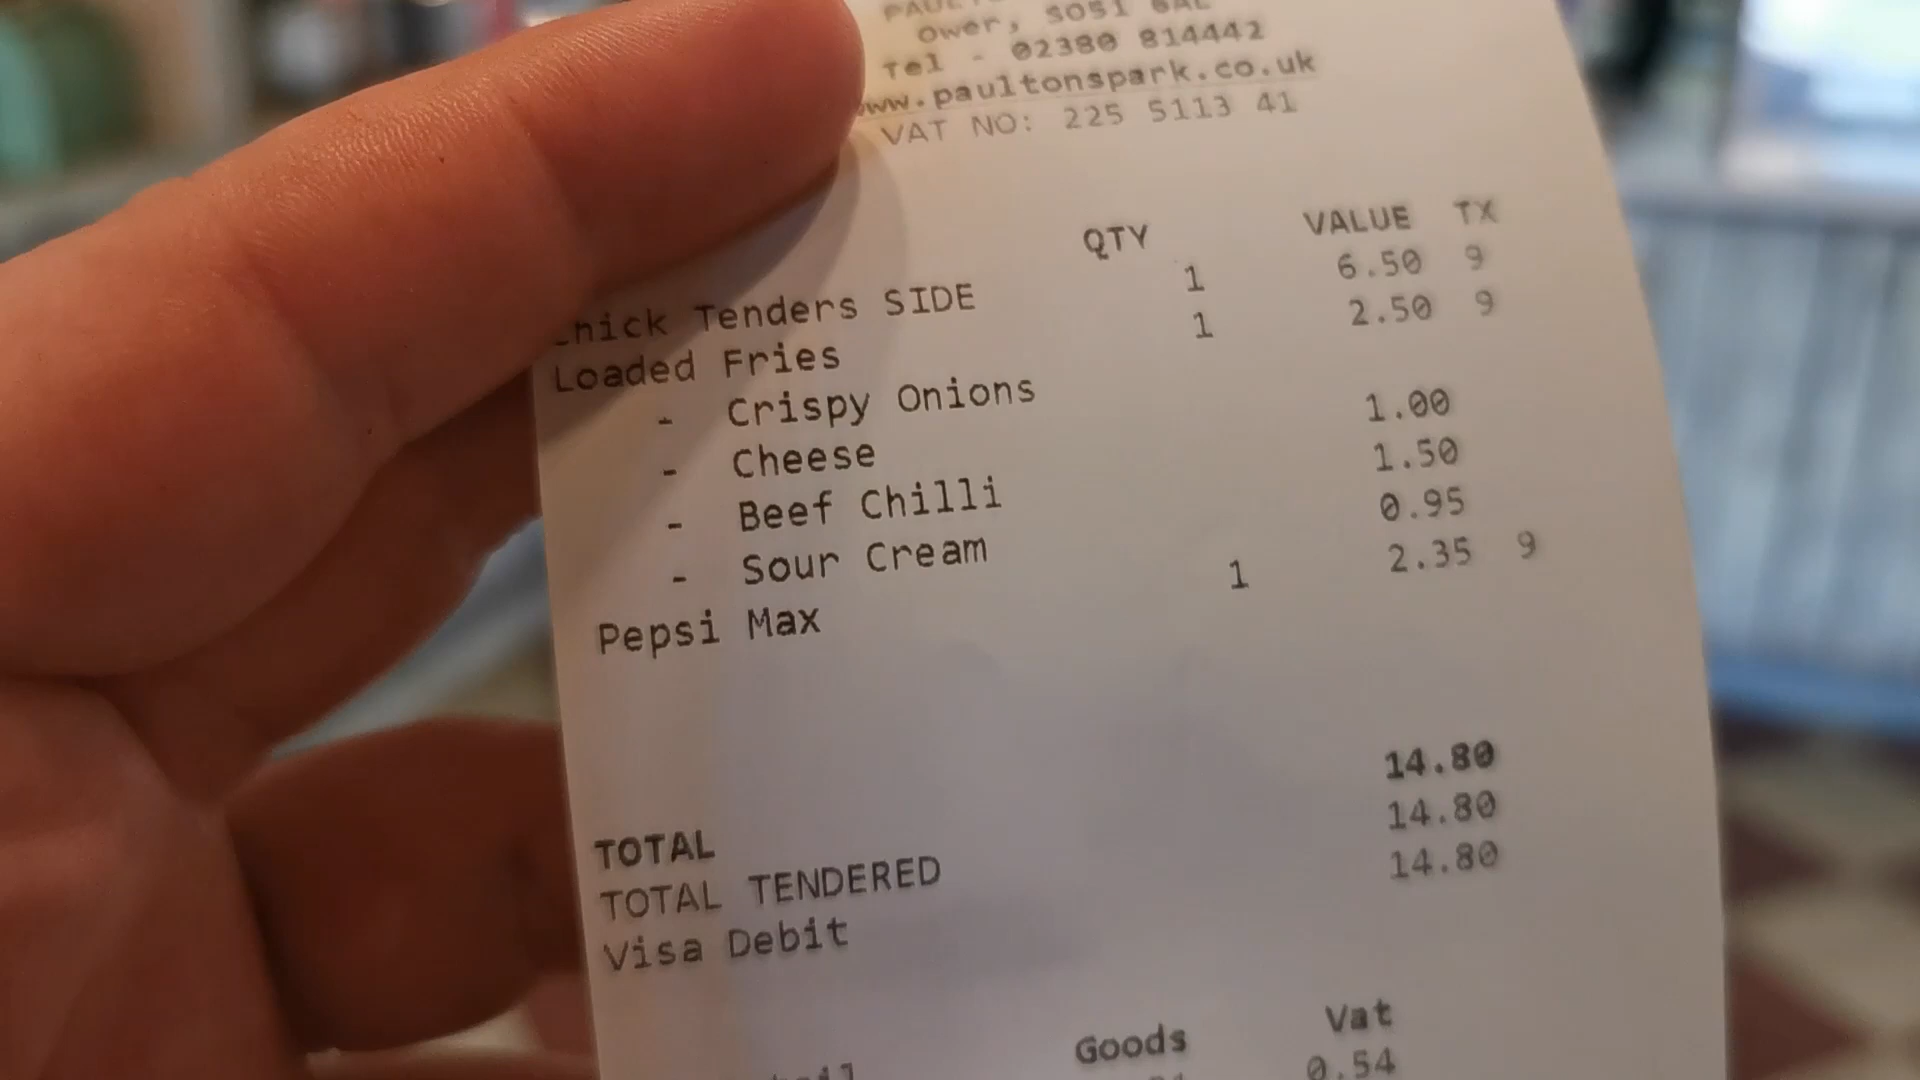 Ower, SO51 6AL
Tel - 02380 814442
www.paultonspark.co.uk
VAT NO: 225 5113 41
QTY VALUE TX
Chick Tenders SIDE 1 6.50 9
Loaded Fries 1 2.50 9
- Crispy Onions
- Cheese 1.00
- Beef Chilli 1.50
- Sour Cream 0.95
Pepsi Max 1 2.35 9
TOTAL 14.80
TOTAL TENDERED 14.80
Visa Debit 14.80
Goods Vat
0.54